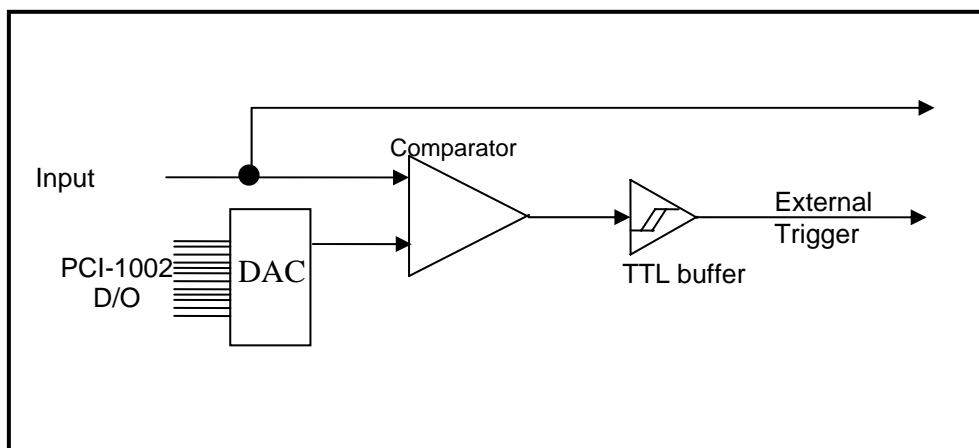 Comparator
Input
External
Trigger
PCI-1002
D/O
DAC
TTL buffer